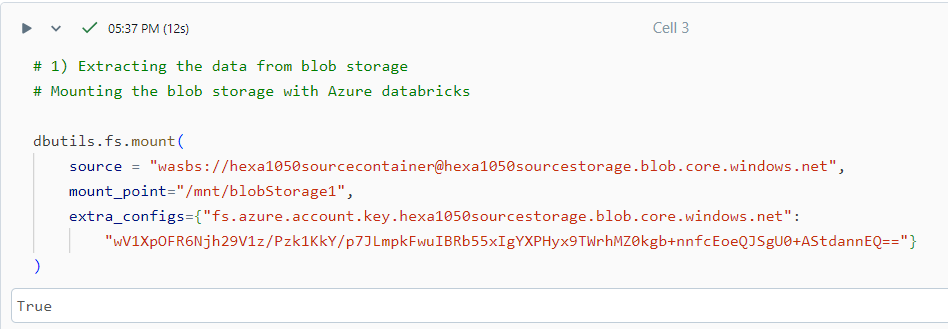 05:37 PM (12s)
Cell 3
# 1) Extracting the data from blob storage
# Mounting the blob storage with Azure databricks
dbutils.fs.mount(
source = "wasbs://hexa1050sourcecontainer@hexa1050sourcestorage.blob.core.windows.net",
mount_point="/mnt/blobStorage1",
extra_configs={"fs.azure.account.key.hexa1050sourcestorage.blob.core.windows.net":
"wV1XpOFR6Njh29V1z/Pzk1KkY/p7JLmpkFwuIBRb55xIgYXPHyx9TWrhMZ0kgb+nnfcEoeQJSgU0+AStdannEQ=="}
)
True